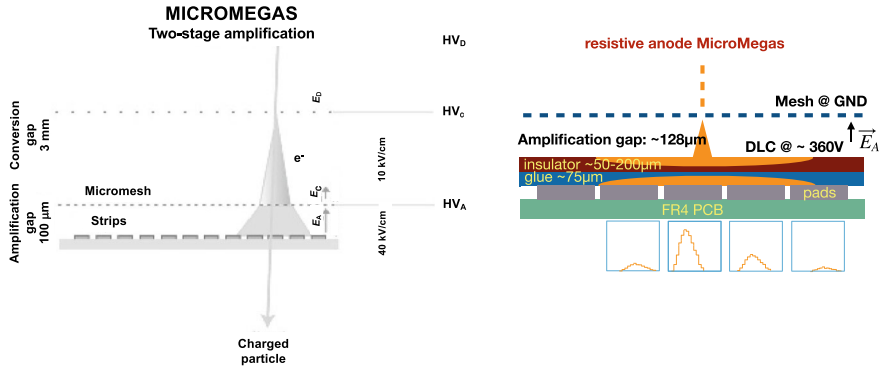 MICROMEGAS
Two-stage amplification
HV_D
E_D
HV_c
Conversion
gap
3 mm
e-
10 kV/cm
Micromesh
E_C
HV_A
Amplification
gap
100 µm
Strips
E_A
40 kV/cm
Charged
particle
resistive anode MicroMegas
Mesh @ GND
Amplification gap: ~128µm
E_A
DLC @ ~ 360V
insulator ~50-200µm
glue ~75µm
pads
FR4 PCB